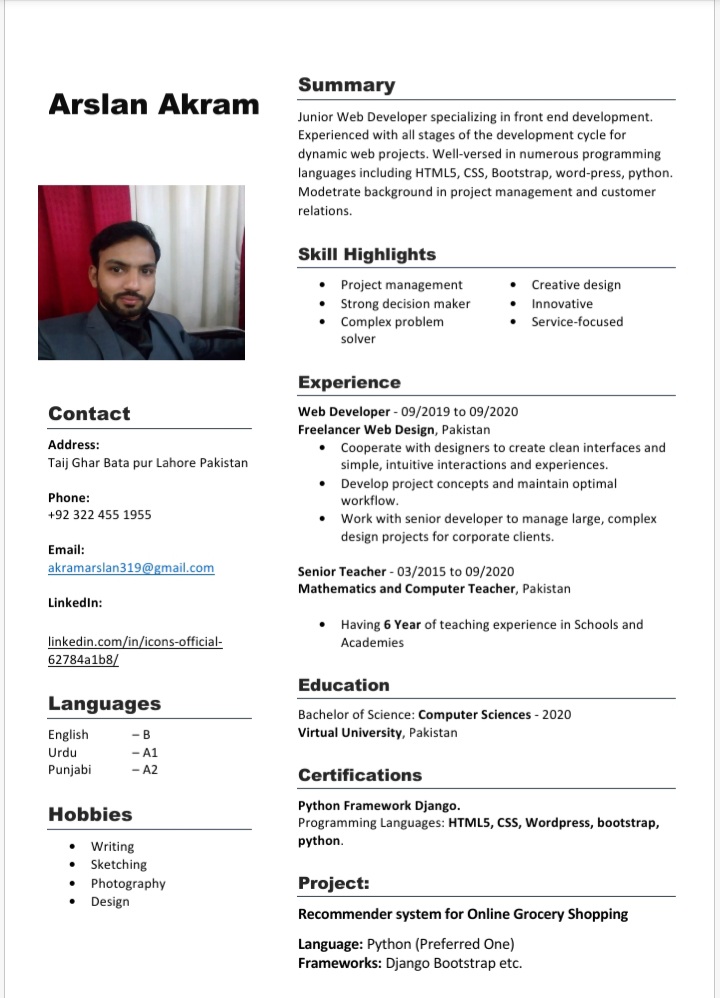 Arslan Akram
Contact
Address:
Taij Ghar Bata pur Lahore Pakistan
Phone:
+92 322 455 1955
Email:
akramarslan319@gmail.com
LinkedIn:
linkedin.com/in/icons-official-
62784a1b8/
Languages
English – B
Urdu – A1
Punjabi – A2
Hobbies
• Writing
• Sketching
• Photography
• Design
Summary
Junior Web Developer specializing in front end development.
Experienced with all stages of the development cycle for
dynamic web projects. Well-versed in numerous programming
languages including HTML5, CSS, Bootstrap, word-press, python.
Modetrate background in project management and customer
relations.
Skill Highlights
• Project management
• Strong decision maker
• Complex problem
solver
• Creative design
• Innovative
• Service-focused
Experience
Web Developer - 09/2019 to 09/2020
Freelancer Web Design, Pakistan
• Cooperate with designers to create clean interfaces and
simple, intuitive interactions and experiences.
• Develop project concepts and maintain optimal
workflow.
• Work with senior developer to manage large, complex
design projects for corporate clients.
Senior Teacher - 03/2015 to 09/2020
Mathematics and Computer Teacher, Pakistan
• Having 6 Year of teaching experience in Schools and
Academies
Education
Bachelor of Science: Computer Sciences - 2020
Virtual University, Pakistan
Certifications
Python Framework Django.
Programming Languages: HTML5, CSS, Wordpress, bootstrap,
python.
Project:
Recommender system for Online Grocery Shopping
Language: Python (Preferred One)
Frameworks: Django Bootstrap etc.